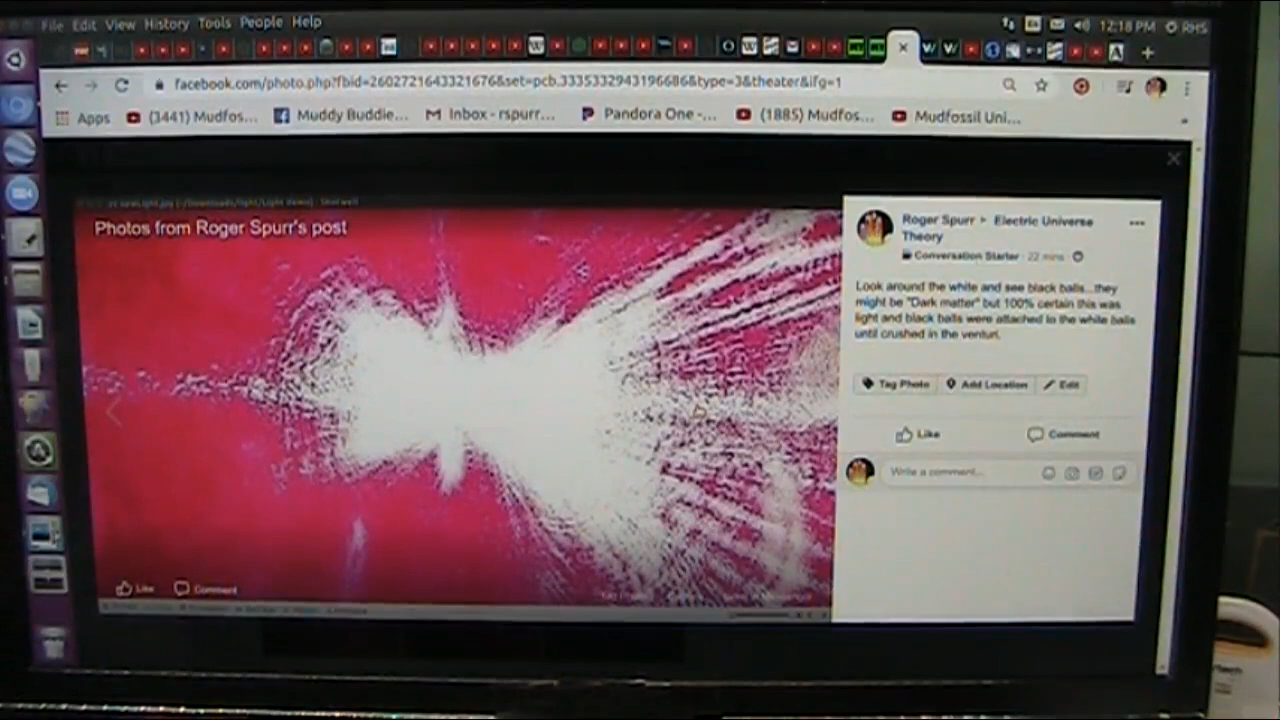 File Edit View History Tools People Help
En 12:18 PM RHS
facebook.com/photo.php?fbid=2602721643321676&set=pcb.3335332943196686&type=3&theater&ifg=1
Apps (3441) Mudfos... Muddy Buddie... Inbox - rspurr... Pandora One -... (1885) Mudfos... Mudfossil Uni...
Photos from Roger Spurr's post
Roger Spurr ▸ Electric Universe
Theory
Conversation Starter · 22 mins
Look around the white and see black balls...they
might be "Dark matter" but 100% certain this was
light and black balls were attached to the white balls
until crushed in the venturi.
Tag Photo Add Location Edit
Like Comment
Write a comment...
Like Comment